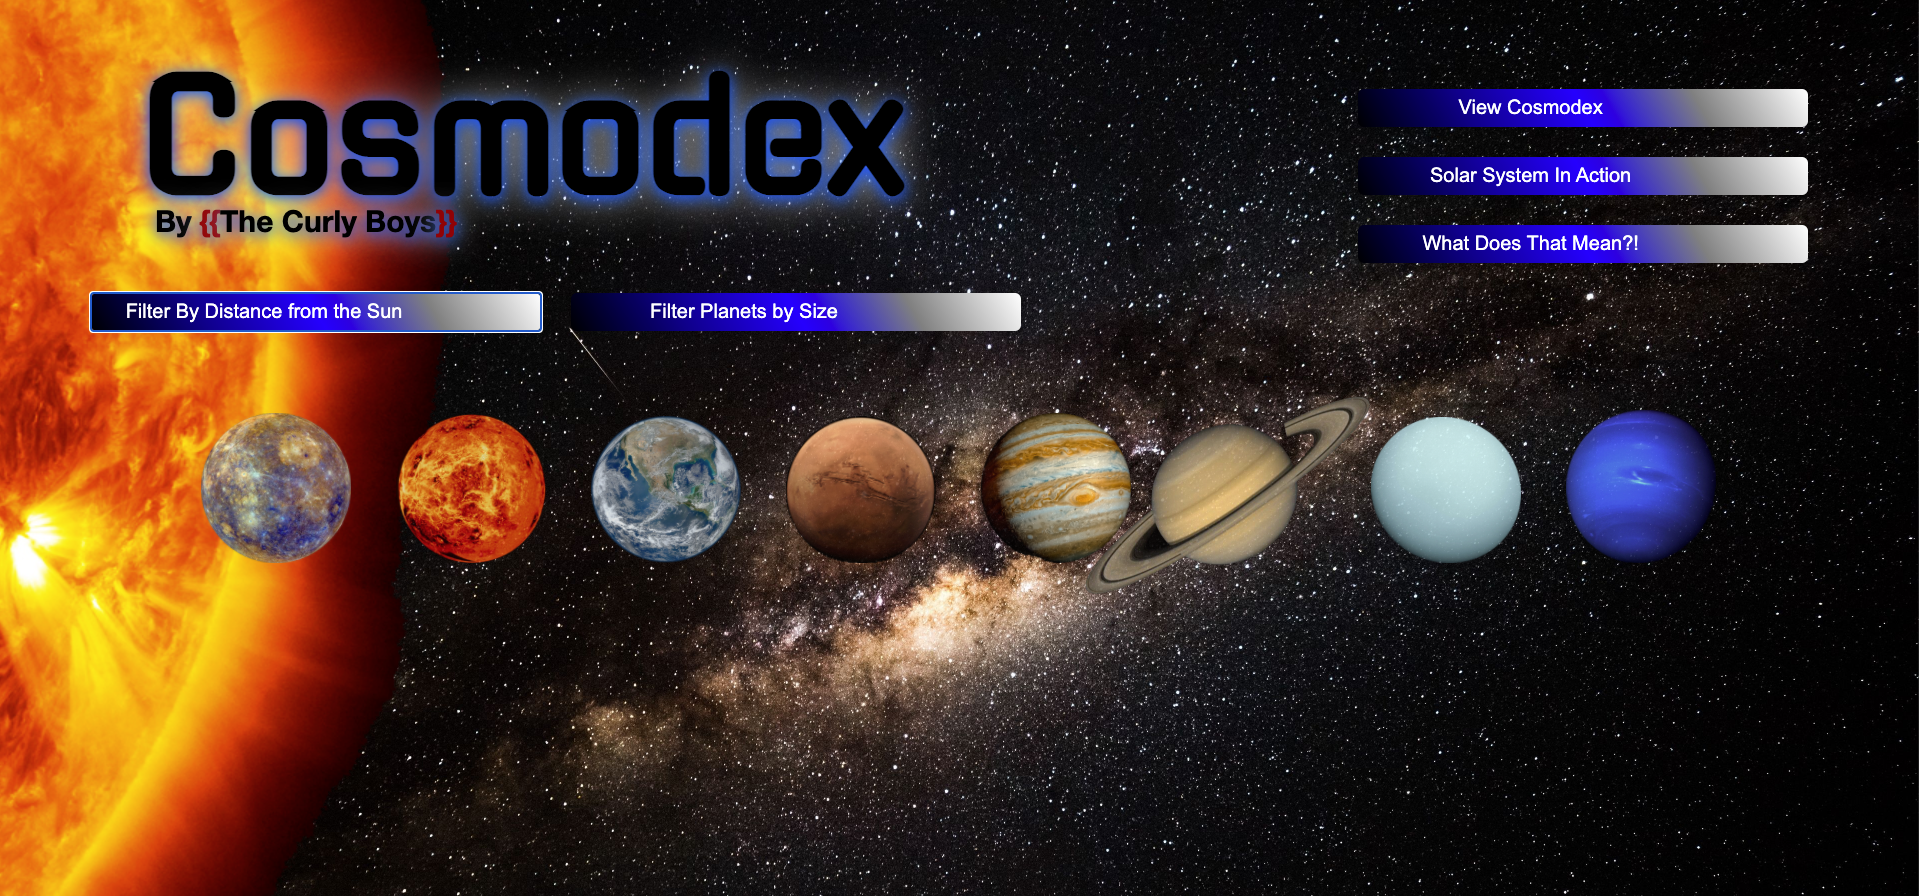 Cosmodex
By {{The Curly Boys}}
View Cosmodex
Solar System In Action
What Does That Mean?!
Filter By Distance from the Sun
Filter Planets by Size